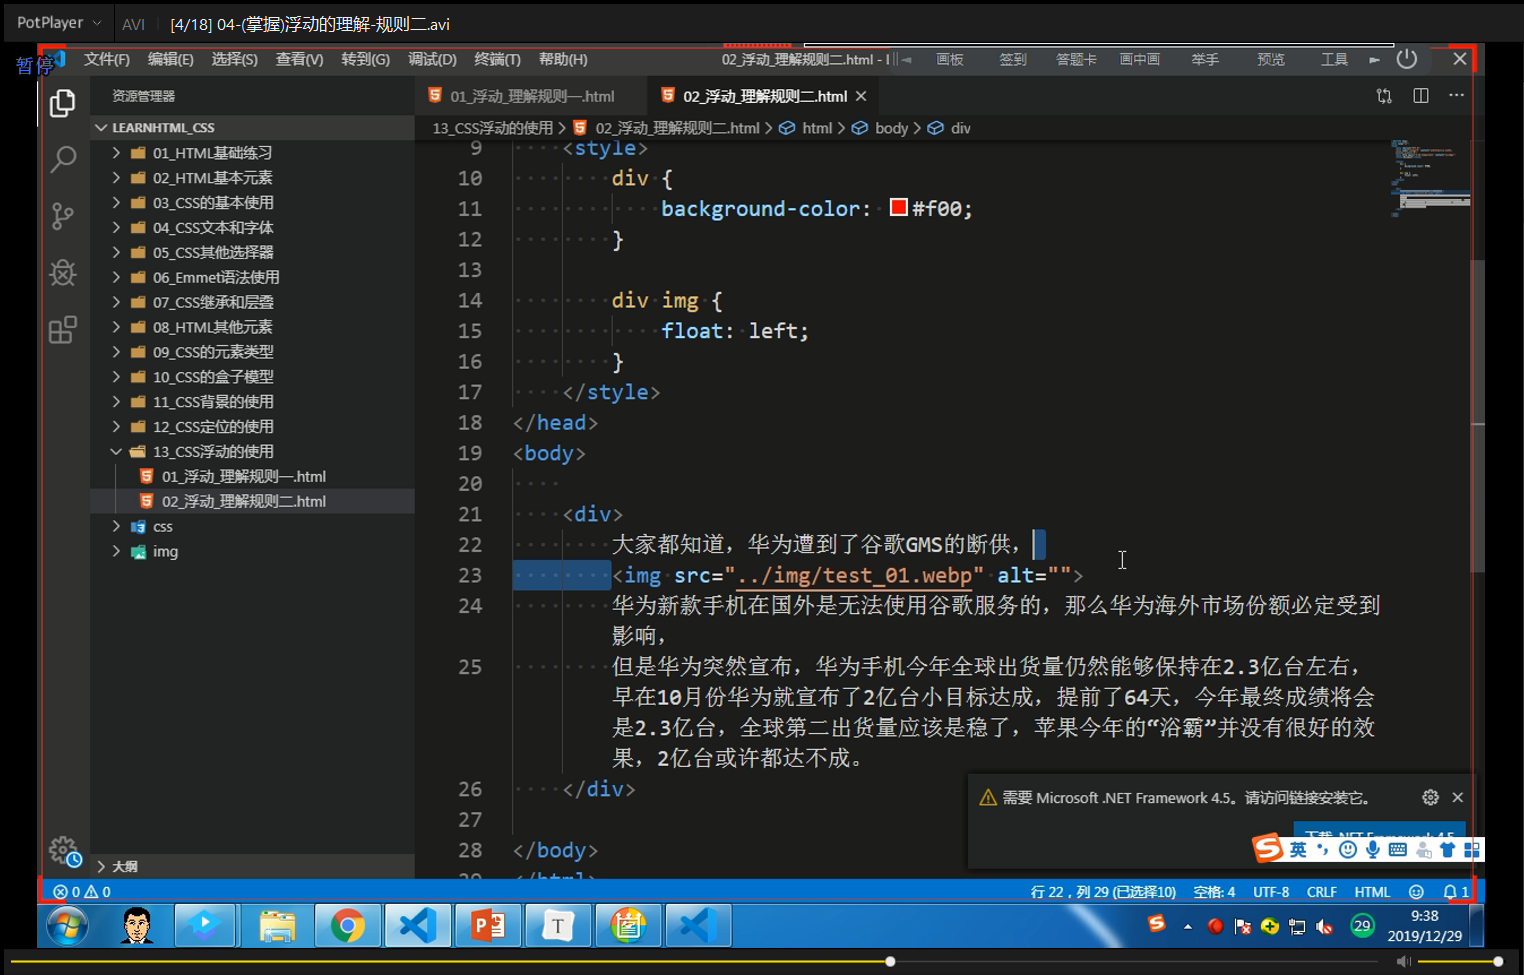 PotPlayer
AVI
[4/18] 04-(掌握)浮动的理解-规则二.avi
暂停
文件(F) 编辑(E) 选择(S) 查看(V) 转到(G) 调试(D) 终端(T) 帮助(H)
02_浮动_理解规则二.html - l
画板 签到 答题卡 画中画 举手 预览 工具
资源管理器
01_浮动_理解规则一.html
02_浮动_理解规则二.html
LEARNHTML_CSS
13_CSS浮动的使用 > 02_浮动_理解规则二.html > html > body > div
01_HTML基础练习
02_HTML基本元素
03_CSS的基本使用
04_CSS文本和字体
05_CSS其他选择器
06_Emmet语法使用
07_CSS继承和层叠
08_HTML其他元素
09_CSS的元素类型
10_CSS的盒子模型
11_CSS背景的使用
12_CSS定位的使用
13_CSS浮动的使用
01_浮动_理解规则一.html
02_浮动_理解规则二.html
css
img
大纲
9 <style>
10 div {
11 background-color: #f00;
12 }
13
14 div img {
15 float: left;
16 }
17 </style>
18 </head>
19 <body>
20
21 <div>
22 大家都知道，华为遭到了谷歌GMS的断供，
23 <img src="../img/test_01.webp" alt="">
24 华为新款手机在国外是无法使用谷歌服务的，那么华为海外市场份额必定受到
影响，
25 但是华为突然宣布，华为手机今年全球出货量仍然能够保持在2.3亿台左右，
早在10月份华为就宣布了2亿台小目标达成，提前了64天，今年最终成绩将会
是2.3亿台，全球第二出货量应该是稳了，苹果今年的“浴霸”并没有很好的效
果，2亿台或许都达不成。
26 </div>
27
28 </body>
29 </html>
需要 Microsoft .NET Framework 4.5。请访问链接安装它。
下载 .NET Framework 4.5
英
0 0
行 22，列 29 (已选择10) 空格: 4 UTF-8 CRLF HTML 1
29
9:38
2019/12/29